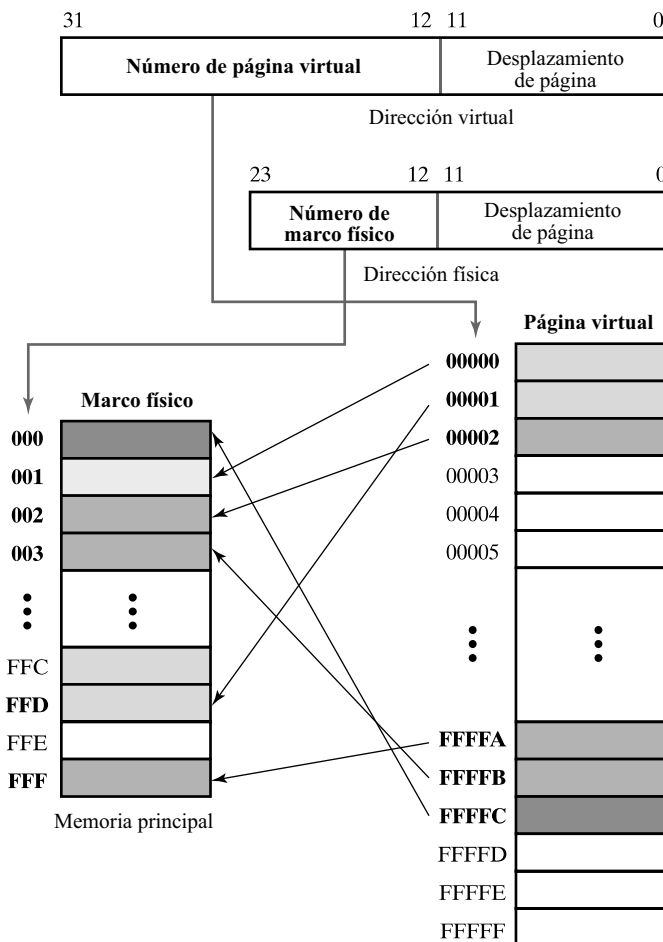 31 12 11 0
Número de página virtual
Desplazamiento
de página
Dirección virtual
23 12 11 0
Número de
marco físico
Desplazamiento
de página
Dirección física
Marco físico
000
001
002
003
FFC
FFD
FFE
FFF
Memoria principal
Página virtual
00000
00001
00002
00003
00004
00005
FFFFA
FFFFB
FFFFC
FFFFD
FFFFE
FFFFF